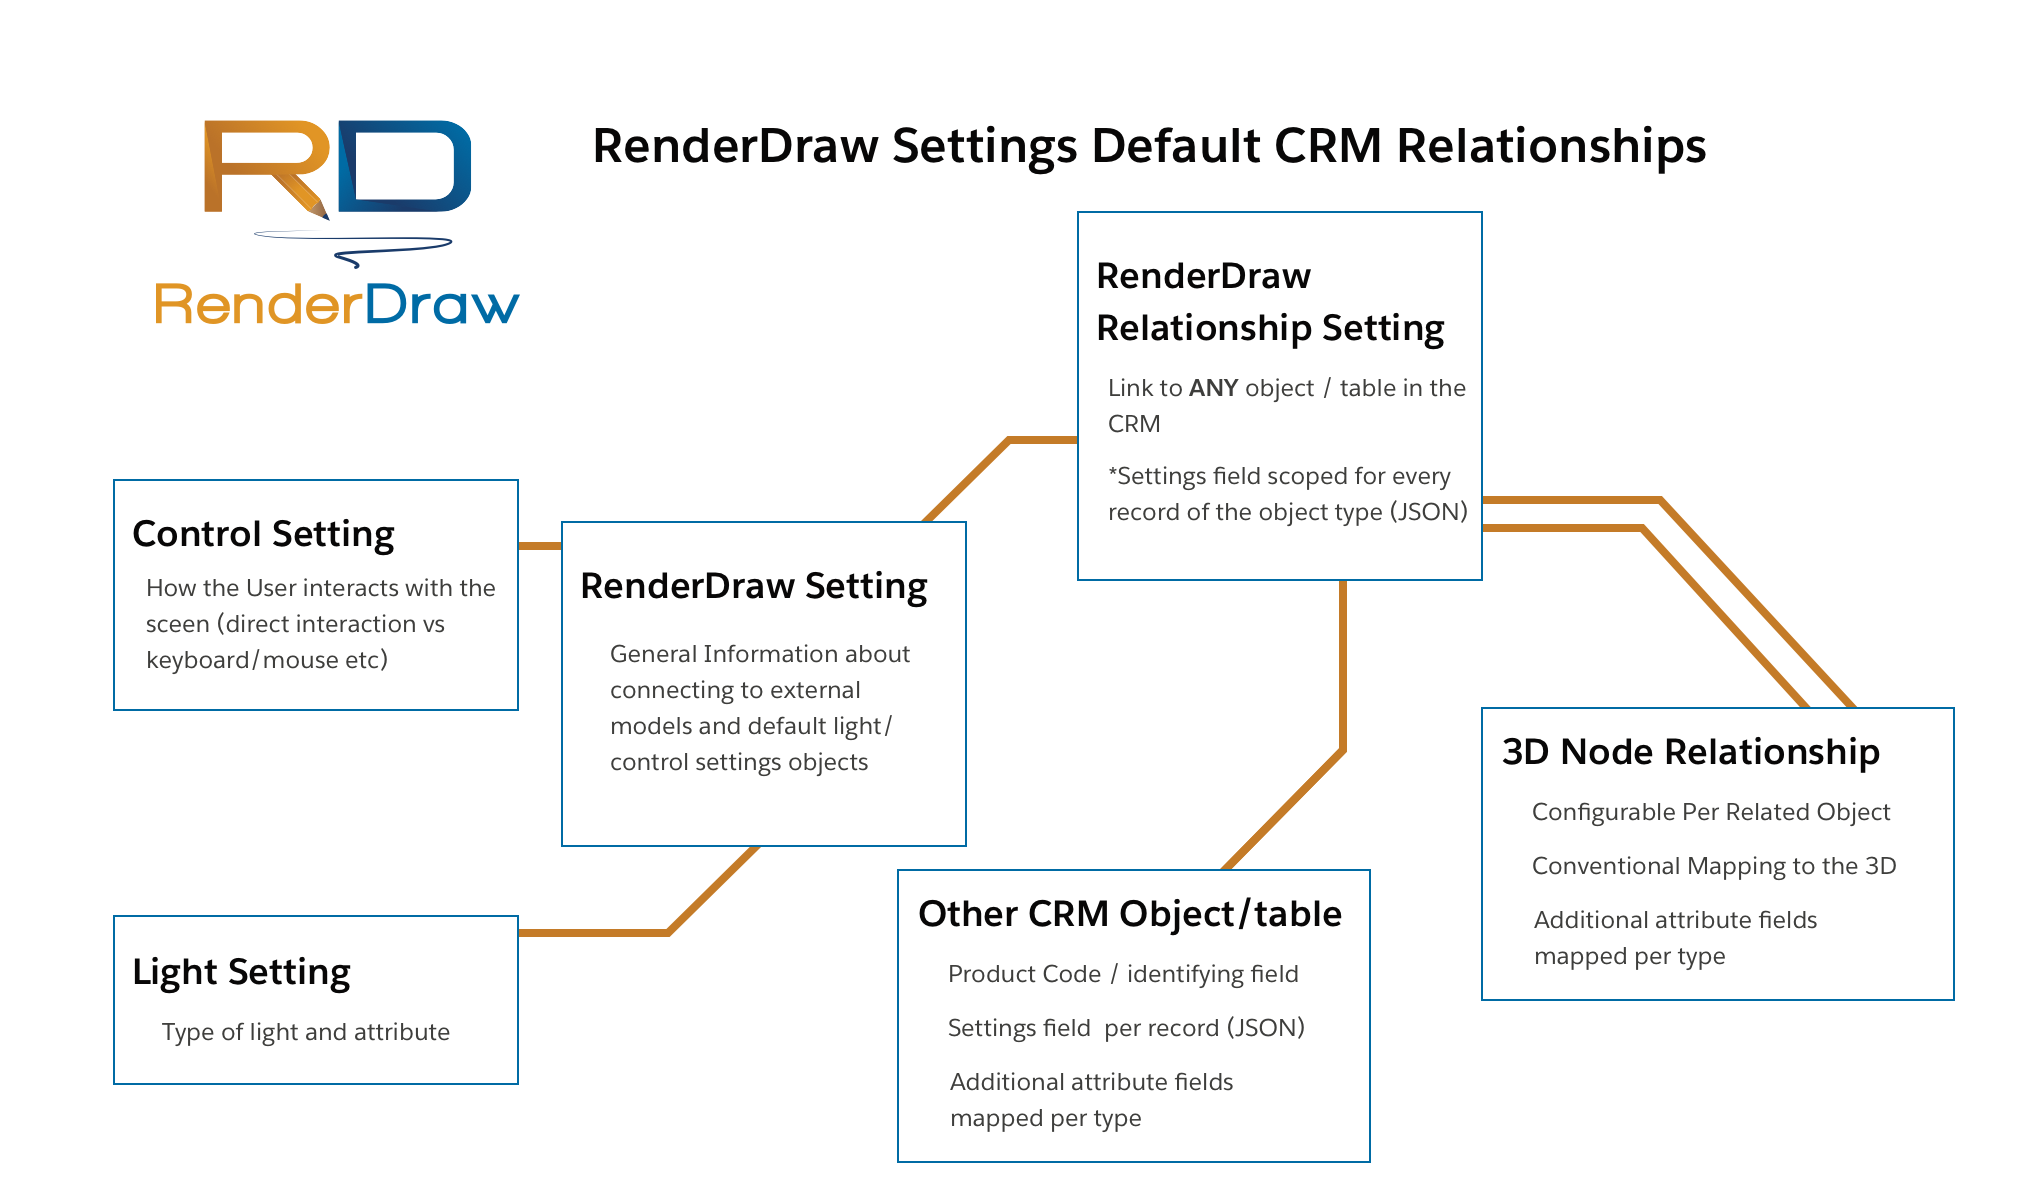 RD
RenderDraw
RenderDraw Settings Default CRM Relationships
RenderDraw
Relationship Setting
Link to ANY object / table in the
CRM
*Settings field scoped for every
record of the object type (JSON)
Control Setting
How the User interacts with the
sceen (direct interaction vs
keyboard/mouse etc)
RenderDraw Setting
General Information about
connecting to external
models and default light/
control settings objects
3D Node Relationship
Configurable Per Related Object
Conventional Mapping to the 3D
Additional attribute fields
mapped per type
Light Setting
Type of light and attribute
Other CRM Object/table
Product Code / identifying field
Settings field  per record (JSON)
Additional attribute fields
mapped per type